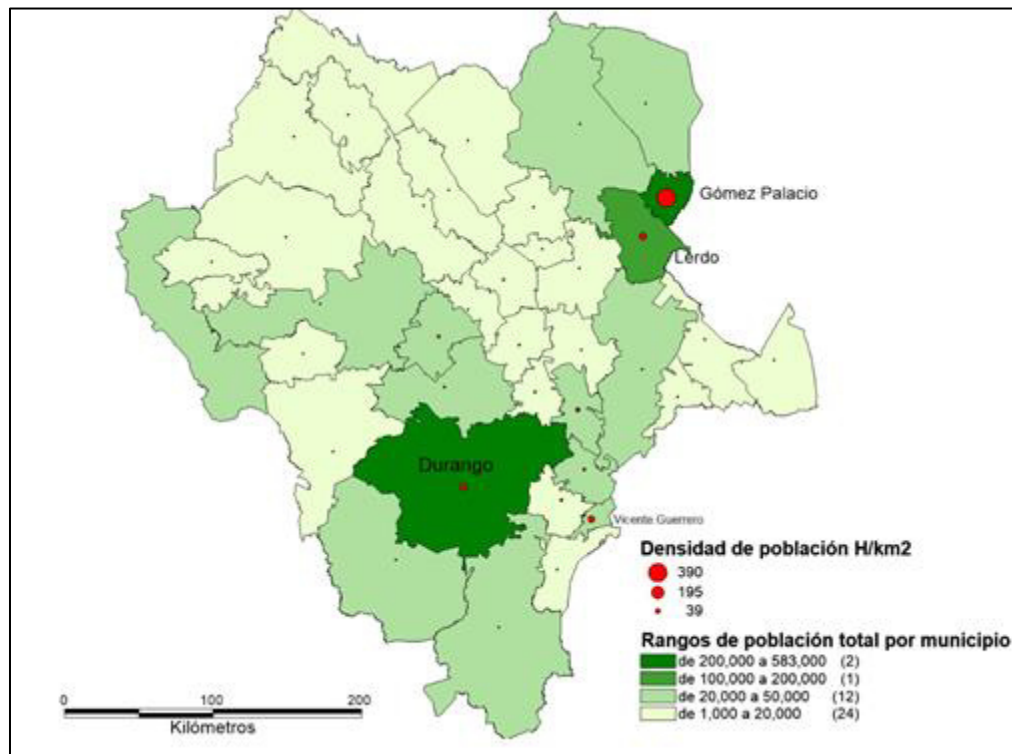 Gómez Palacio
Lerdo
Durango
Vicente Guerrero
Densidad de población H/km2
390
195
39
Rangos de población total por municipio
de 200,000 a 583,000 (2)
de 100,000 a 200,000 (1)
de 20,000 a 50,000 (12)
de 1,000 a 20,000 (24)
0 100 200
Kilómetros